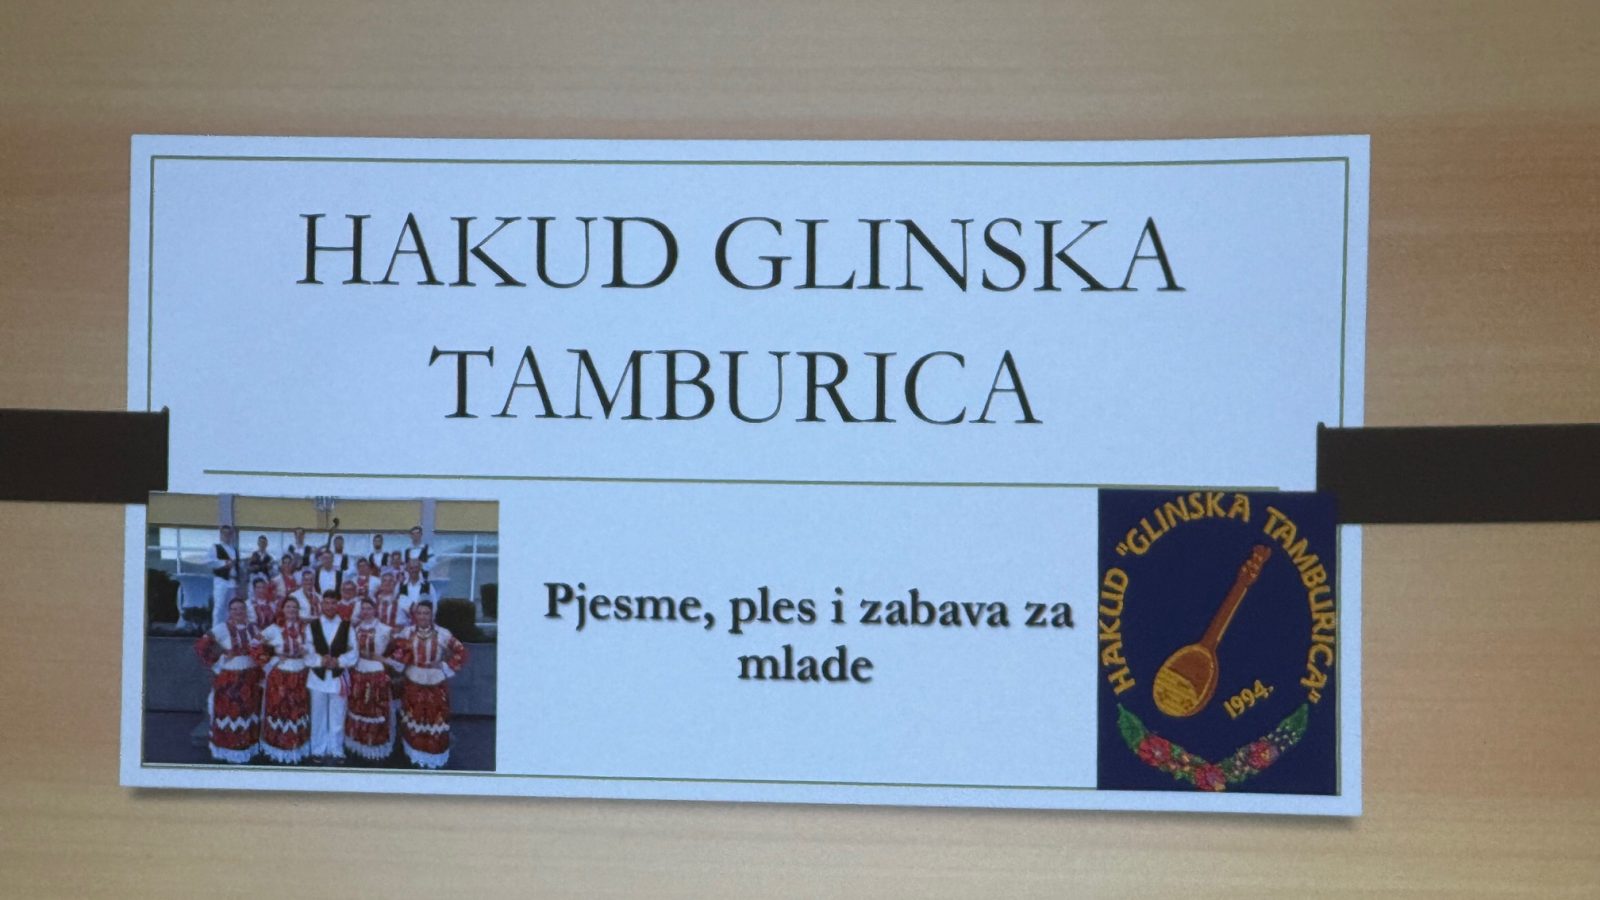 HAKUD GLINSKA
TAMBURICA
Pjesme, ples i zabava za
mlade
HAKUD "GLINSKA TAMBURICA"
1994.